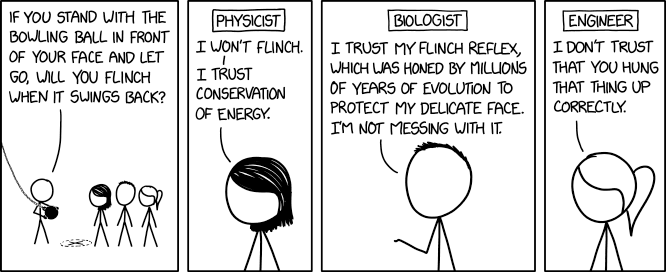 IF YOU STAND WITH THE
BOWLING BALL IN FRONT
OF YOUR FACE AND LET
GO, WILL YOU FLINCH
WHEN IT SWINGS BACK?
PHYSICIST
I WON'T FLINCH.
I TRUST
CONSERVATION
OF ENERGY.
BIOLOGIST
I TRUST MY FLINCH REFLEX,
WHICH WAS HONED BY MILLIONS
OF YEARS OF EVOLUTION TO
PROTECT MY DELICATE FACE.
I'M NOT MESSING WITH IT.
ENGINEER
I DON'T TRUST
THAT YOU HUNG
THAT THING UP
CORRECTLY.